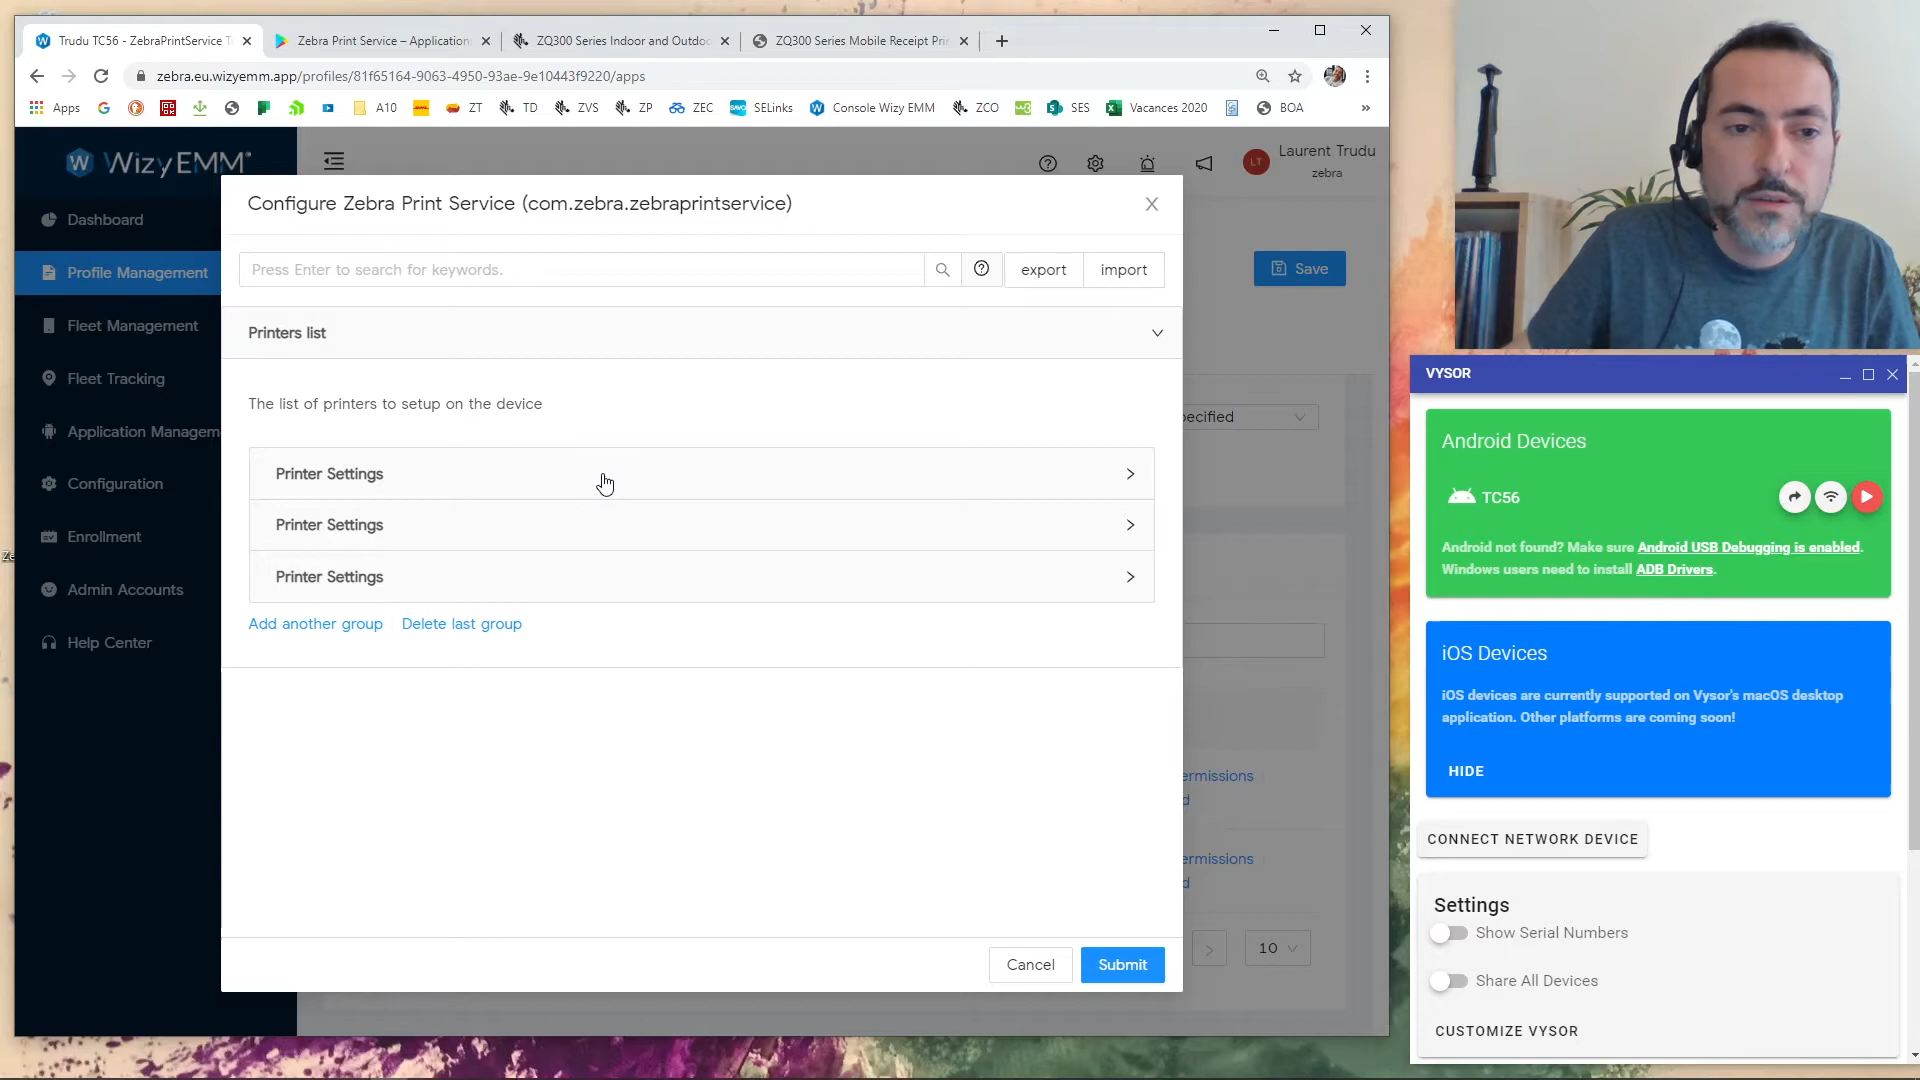 Trudu TC56 - ZebraPrintService T
Zebra Print Service – Application
ZQ300 Series Indoor and Outdo
ZQ300 Series Mobile Receipt Pri
zebra.eu.wizyemm.app/profiles/81f65164-9063-4950-93ae-9e10443f9220/apps
Apps
A10
ZT
TD
ZVS
ZP
ZEC
SELinks
Console Wizy EMM
ZCO
SES
Vacances 2020
BOA
WizyEMM
LT
Laurent Trudu
zebra
Dashboard
Profile Management
Fleet Management
Fleet Tracking
Application Managem
Configuration
Enrollment
Admin Accounts
Help Center
Configure Zebra Print Service (com.zebra.zebraprintservice)
Press Enter to search for keywords.
export
import
Save
Printers list
The list of printers to setup on the device
Printer Settings
Printer Settings
Printer Settings
Add another group
Delete last group
ecified
ermissions
d
ermissions
d
10
Cancel
Submit
VYSOR
Android Devices
TC56
Android not found? Make sure Android USB Debugging is enabled.
Windows users need to install ADB Drivers.
iOS Devices
iOS devices are currently supported on Vysor's macOS desktop
application. Other platforms are coming soon!
HIDE
CONNECT NETWORK DEVICE
Settings
Show Serial Numbers
Share All Devices
CUSTOMIZE VYSOR